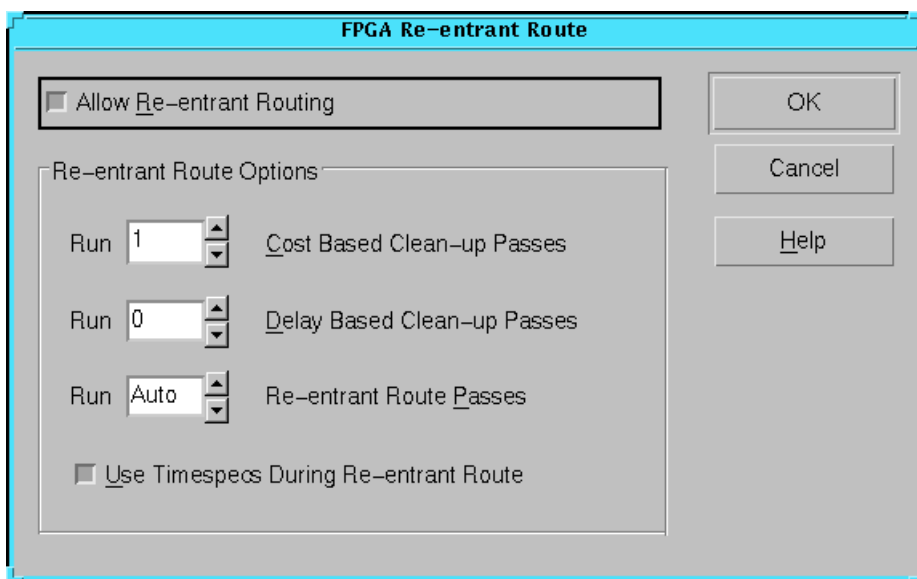 FPGA Re-entrant Route
Allow Re-entrant Routing
OK
Re-entrant Route Options
Cancel
Run 1 Cost Based Clean-up Passes
Help
Run 0 Delay Based Clean-up Passes
Run Auto Re-entrant Route Passes
Use Timespecs During Re-entrant Route